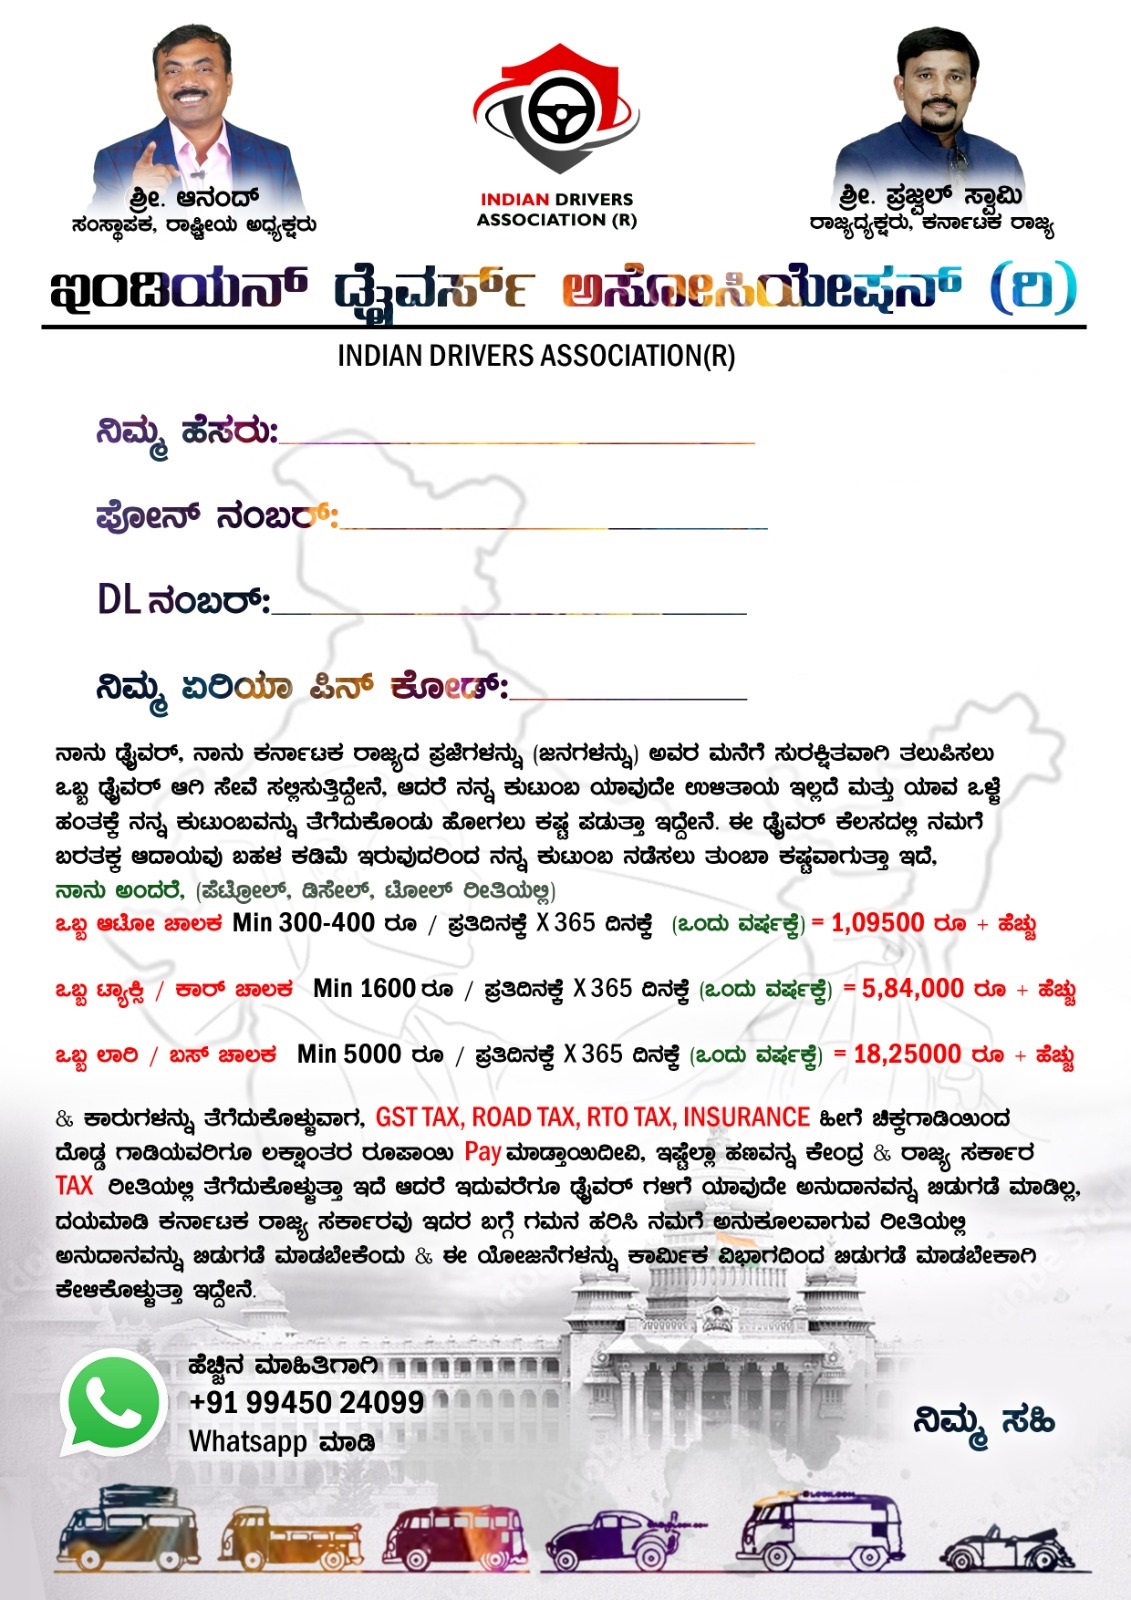 ಶ್ರೀ. ಆನಂದ್
ಸಂಸ್ಥಾಪಕ, ರಾಷ್ಟ್ರೀಯ ಅಧ್ಯಕ್ಷರು
INDIAN DRIVERS
ASSOCIATION (R)
ಶ್ರೀ. ಪ್ರಜ್ವಲ್ ಸ್ವಾಮಿ
ರಾಜ್ಯದ್ಯಕ್ಷರು, ಕರ್ನಾಟಕ ರಾಜ್ಯ
ಇಂಡಿಯನ್ ಡ್ರೈವರ್ಸ್ ಅಸೋಸಿಯೇಷನ್ (ರಿ)
INDIAN DRIVERS ASSOCIATION(R)
ನಿಮ್ಮ ಹೆಸರು:
ಫೋನ್ ನಂಬರ್:
DL ನಂಬರ್:
ನಿಮ್ಮ ಏರಿಯಾ ಪಿನ್ ಕೋಡ್:
ನಾನು ಡ್ರೈವರ್, ನಾನು ಕರ್ನಾಟಕ ರಾಜ್ಯದ ಪ್ರಜೆಗಳನ್ನು (ಜನಗಳನ್ನು) ಅವರ ಮನೆಗೆ ಸುರಕ್ಷಿತವಾಗಿ ತಲುಪಿಸಲು
ಒಬ್ಬ ಡ್ರೈವರ್ ಆಗಿ ಸೇವೆ ಸಲ್ಲಿಸುತ್ತಿದ್ದೇನೆ, ಆದರೆ ನನ್ನ ಕುಟುಂಬ ಯಾವುದೇ ಉಳಿತಾಯ ಇಲ್ಲದೆ ಮತ್ತು ಯಾವ ಒಳ್ಳೆ
ಹಂತಕ್ಕೆ ನನ್ನ ಕುಟುಂಬವನ್ನು ತೆಗೆದುಕೊಂಡು ಹೋಗಲು ಕಷ್ಟ ಪಡುತ್ತಾ ಇದ್ದೇನೆ. ಈ ಡ್ರೈವರ್ ಕೆಲಸದಲ್ಲಿ ನಮಗೆ
ಬರತಕ್ಕ ಆದಾಯವು ಬಹಳ ಕಡಿಮೆ ಇರುವುದರಿಂದ ನನ್ನ ಕುಟುಂಬ ನಡೆಸಲು ತುಂಬಾ ಕಷ್ಟವಾಗುತ್ತಾ ಇದೆ,
ನಾನು ಅಂದರೆ, (ಪೆಟ್ರೋಲ್, ಡಿಸೇಲ್, ಟೋಲ್ ರೀತಿಯಲ್ಲಿ)
ಒಬ್ಬ ಆಟೋ ಚಾಲಕ Min 300-400 ರೂ / ಪ್ರತಿದಿನಕ್ಕೆ X 365 ದಿನಕ್ಕೆ (ಒಂದು ವರ್ಷಕ್ಕೆ) = 1,09500 ರೂ + ಹೆಚ್ಚು
ಒಬ್ಬ ಟ್ಯಾಕ್ಸಿ / ಕಾರ್ ಚಾಲಕ Min 1600 ರೂ / ಪ್ರತಿದಿನಕ್ಕೆ X 365 ದಿನಕ್ಕೆ (ಒಂದು ವರ್ಷಕ್ಕೆ) = 5,84,000 ರೂ + ಹೆಚ್ಚು
ಒಬ್ಬ ಲಾರಿ / ಬಸ್ ಚಾಲಕ Min 5000 ರೂ / ಪ್ರತಿದಿನಕ್ಕೆ X 365 ದಿನಕ್ಕೆ (ಒಂದು ವರ್ಷಕ್ಕೆ) = 18,25000 ರೂ + ಹೆಚ್ಚು
& ಕಾರುಗಳನ್ನು ತೆಗೆದುಕೊಳ್ಳುವಾಗ, GST TAX, ROAD TAX, RTO TAX, INSURANCE ಹೀಗೆ ಚಿಕ್ಕಗಾಡಿಯಿಂದ
ದೊಡ್ಡ ಗಾಡಿಯವರಿಗೂ ಲಕ್ಷಾಂತರ ರೂಪಾಯಿ Pay ಮಾಡ್ತಾಯಿದೀವಿ, ಇಷ್ಟೆಲ್ಲಾ ಹಣವನ್ನ ಕೇಂದ್ರ & ರಾಜ್ಯ ಸರ್ಕಾರ
TAX ರೀತಿಯಲ್ಲಿ ತೆಗೆದುಕೊಳ್ಳುತ್ತಾ ಇದೆ ಆದರೆ ಇದುವರೆಗೂ ಡ್ರೈವರ್ ಗಳಿಗೆ ಯಾವುದೇ ಅನುದಾನವನ್ನ ಬಿಡುಗಡೆ ಮಾಡಿಲ್ಲ,
ದಯಮಾಡಿ ಕರ್ನಾಟಕ ರಾಜ್ಯ ಸರ್ಕಾರವು ಇದರ ಬಗ್ಗೆ ಗಮನ ಹರಿಸಿ ನಮಗೆ ಅನುಕೂಲವಾಗುವ ರೀತಿಯಲ್ಲಿ
ಅನುದಾನವನ್ನು ಬಿಡುಗಡೆ ಮಾಡಬೇಕೆಂದು & ಈ ಯೋಜನೆಗಳನ್ನು ಕಾರ್ಮಿಕ ವಿಭಾಗದಿಂದ ಬಿಡುಗಡೆ ಮಾಡಬೇಕಾಗಿ
ಕೇಳಿಕೊಳ್ಳುತ್ತಾ ಇದ್ದೇನೆ.
ಹೆಚ್ಚಿನ ಮಾಹಿತಿಗಾಗಿ
+91 99450 24099
Whatsapp ಮಾಡಿ
ನಿಮ್ಮ ಸಹಿ